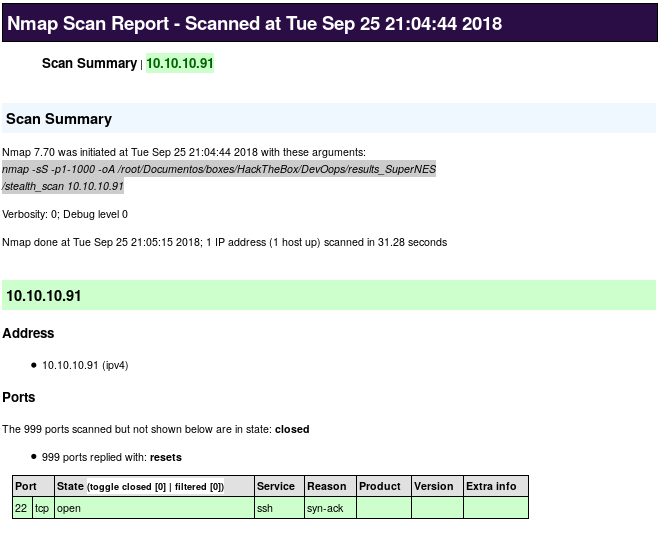 Nmap Scan Report - Scanned at Tue Sep 25 21:04:44 2018
Scan Summary | 10.10.10.91
Scan Summary
Nmap 7.70 was initiated at Tue Sep 25 21:04:44 2018 with these arguments:
nmap -sS -p1-1000 -oA /root/Documentos/boxes/HackTheBox/DevOops/results_SuperNES
/stealth_scan 10.10.10.91
Verbosity: 0; Debug level 0
Nmap done at Tue Sep 25 21:05:15 2018; 1 IP address (1 host up) scanned in 31.28 seconds
10.10.10.91
Address
• 10.10.10.91 (ipv4)
Ports
The 999 ports scanned but not shown below are in state: closed
• 999 ports replied with: resets
Port State (toggle closed [0] | filtered [0]) Service Reason Product Version Extra info
22 tcp open ssh syn-ack